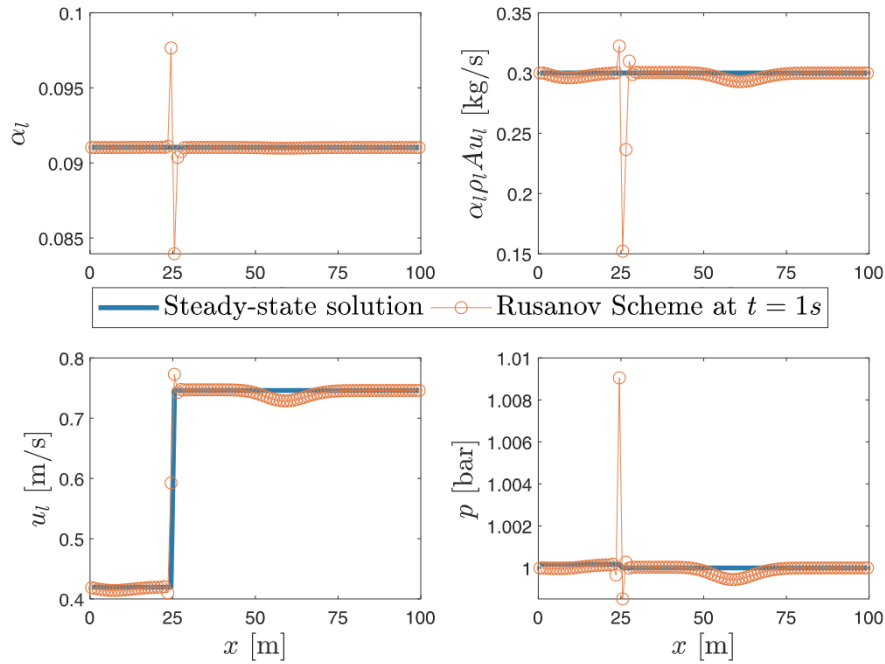 0.1
0.095
0.09
0.085
α_l
0 25 50 75 100
0.35
0.3
0.25
0.2
0.15
α_l ρ_l A u_l [kg/s]
0 25 50 75 100
Steady-state solution Rusanov Scheme at t = 1s
0.8
0.7
0.6
0.5
0.4
u_l [m/s]
0 25 50 75 100
x [m]
1.01
1.008
1.006
1.004
1.002
1
p [bar]
0 25 50 75 100
x [m]